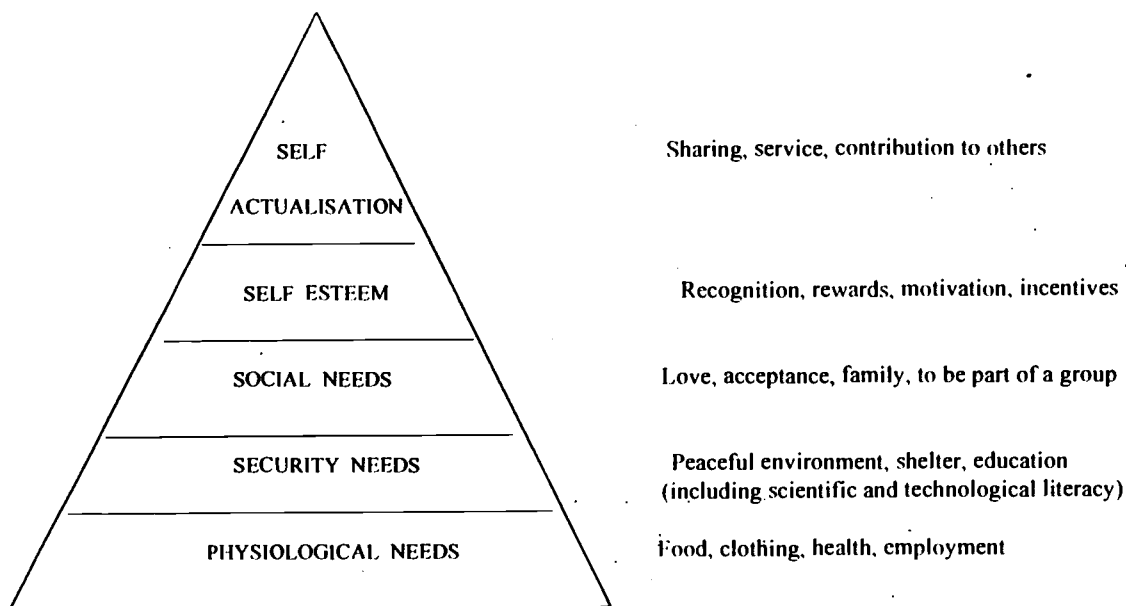 SELF
ACTUALISATION
Sharing, service, contribution to others
SELF ESTEEM
Recognition, rewards, motivation, incentives
SOCIAL NEEDS
Love, acceptance, family, to be part of a group
SECURITY NEEDS
Peaceful environment, shelter, education
(including scientific and technological literacy)
PHYSIOLOGICAL NEEDS
Food, clothing, health, employment